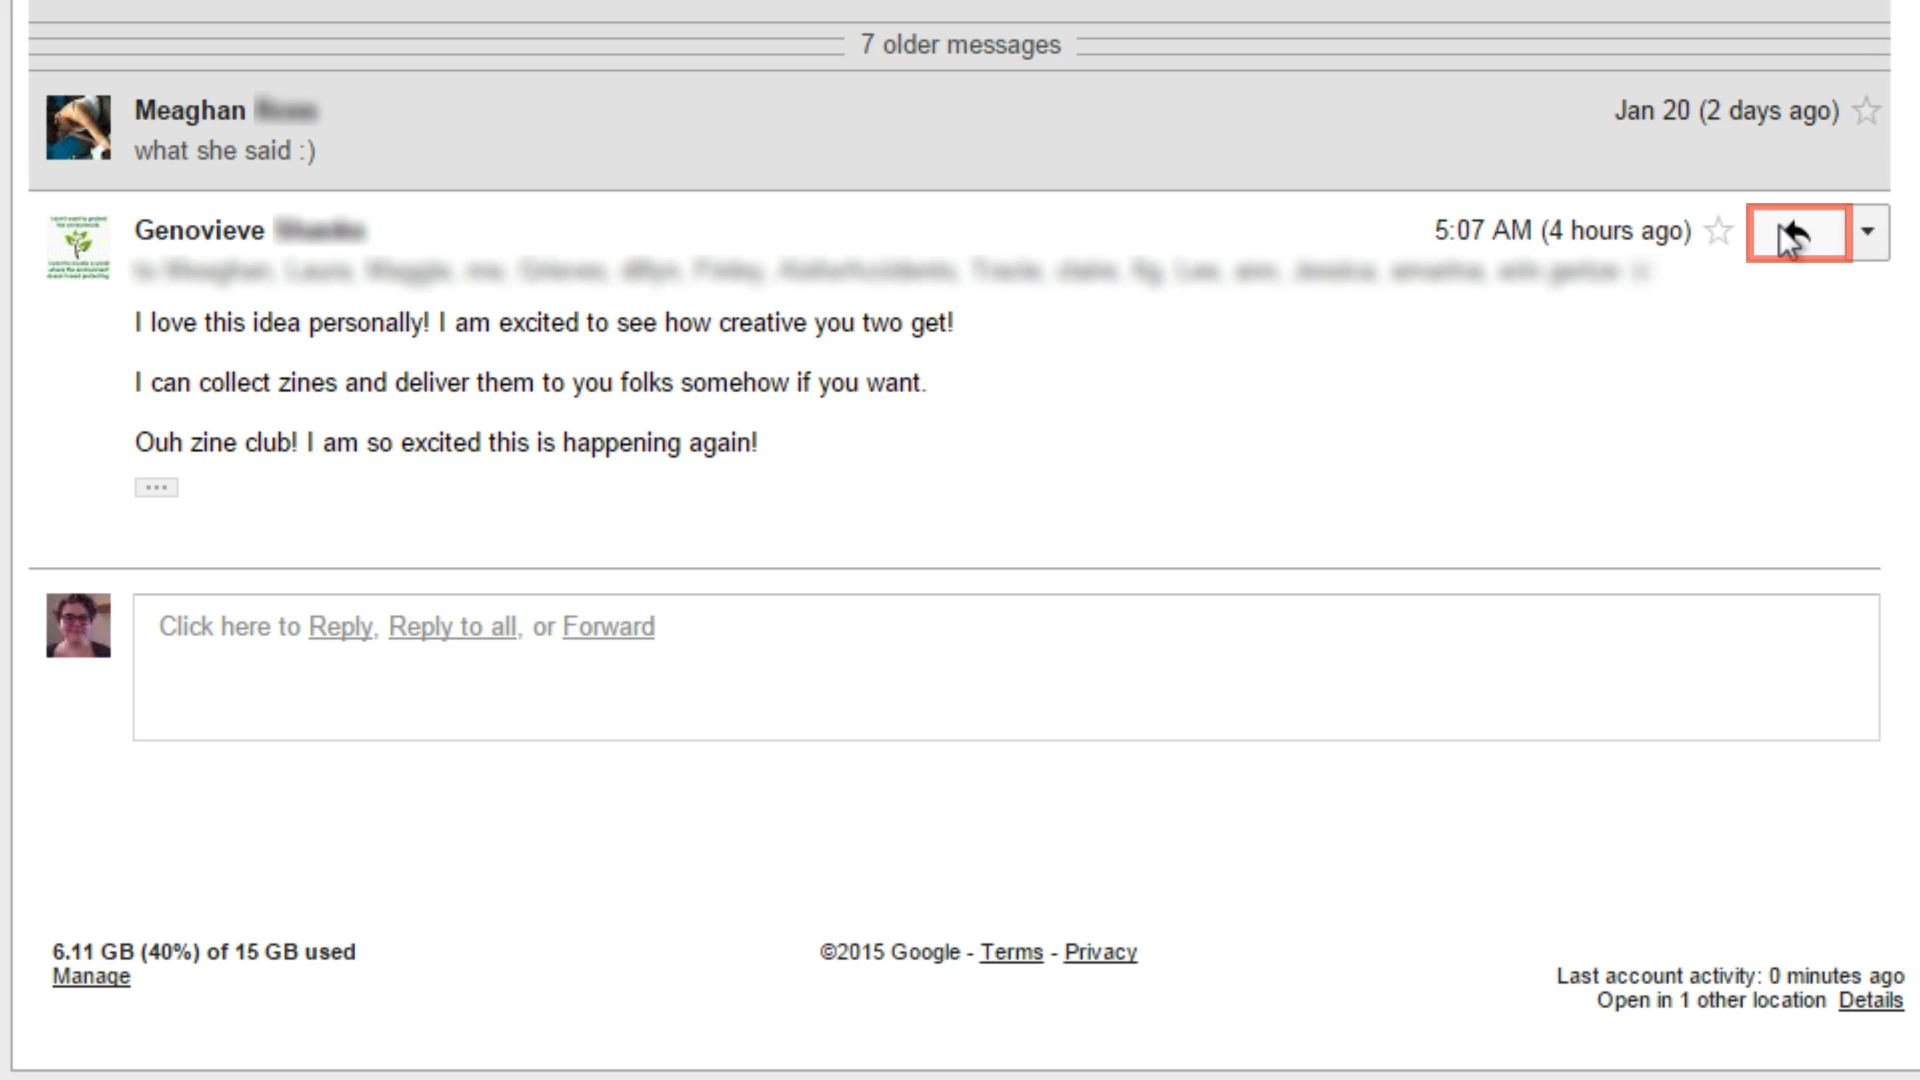 7 older messages
Meaghan
Jan 20 (2 days ago)
what she said :)
Genovieve
5:07 AM (4 hours ago)
I love this idea personally! I am excited to see how creative you two get!
I can collect zines and deliver them to you folks somehow if you want.
Ouh zine club! I am so excited this is happening again!
Click here to Reply, Reply to all, or Forward
6.11 GB (40%) of 15 GB used
Manage
©2015 Google - Terms - Privacy
Last account activity: 0 minutes ago
Open in 1 other location Details